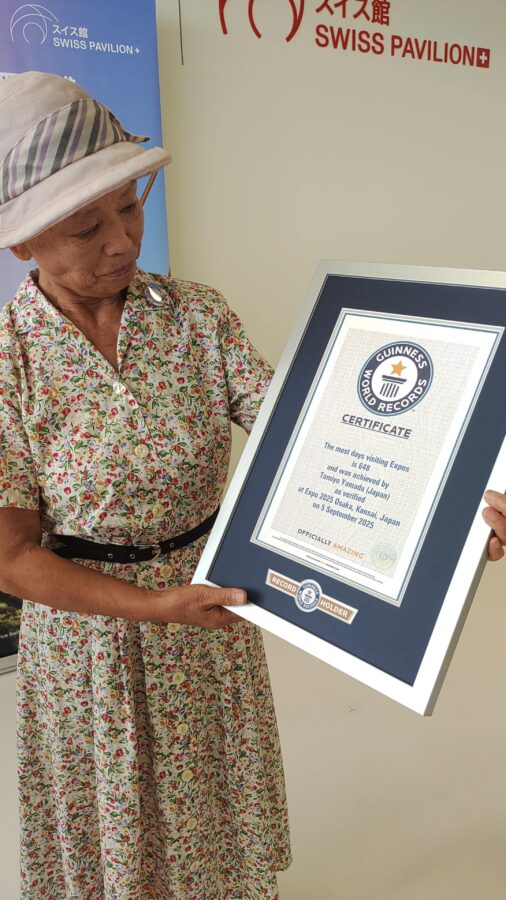 スイス館
SWISS PAVILION
スイス館
SWISS PAVILION
GUINNESS
WORLD RECORDS
CERTIFICATE
The most days visiting Expos
is 648
and was achieved by
Tomiyo Yamada (Japan)
as verified
at Expo 2025 Osaka, Kansai, Japan
on 5 September 2025
OFFICIALLY AMAZING
RECORD HOLDER